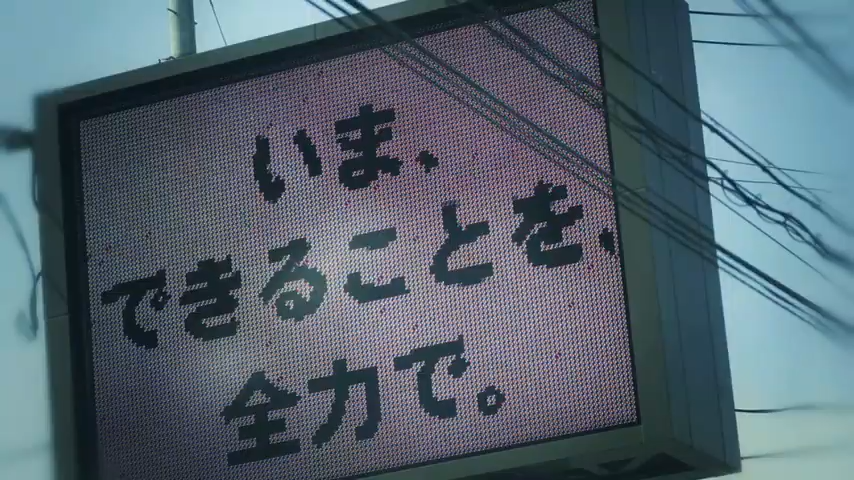 いま、
できることを、
全力で。